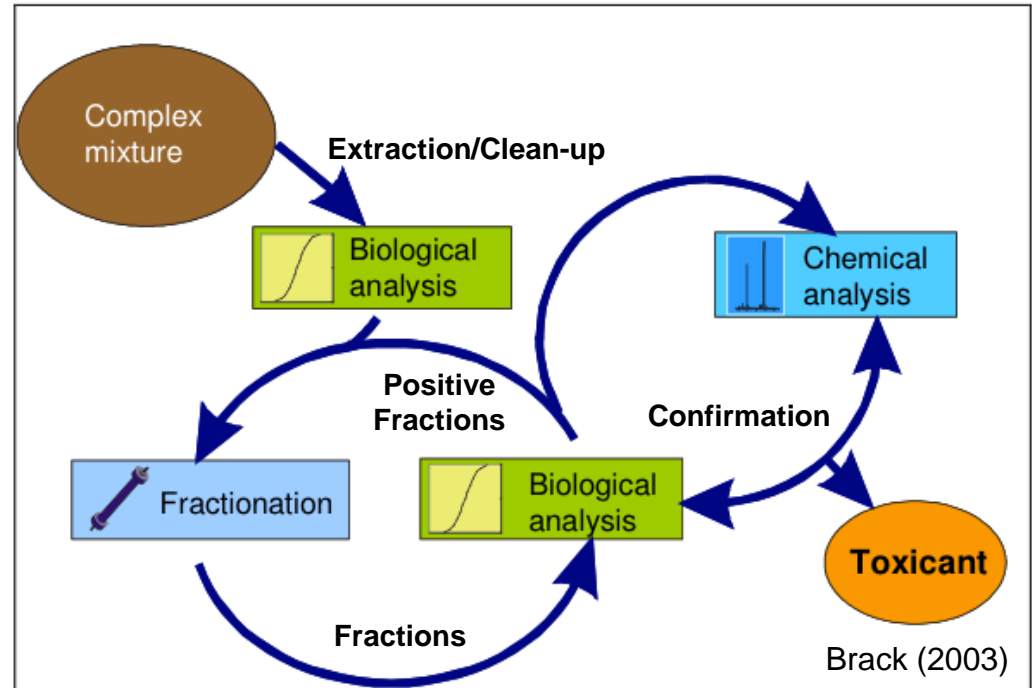 Complex
mixture
Extraction/Clean-up
Biological
analysis
Chemical
analysis
Positive
Fractions
Confirmation
Fractionation
Biological
analysis
Toxicant
Fractions
Brack (2003)